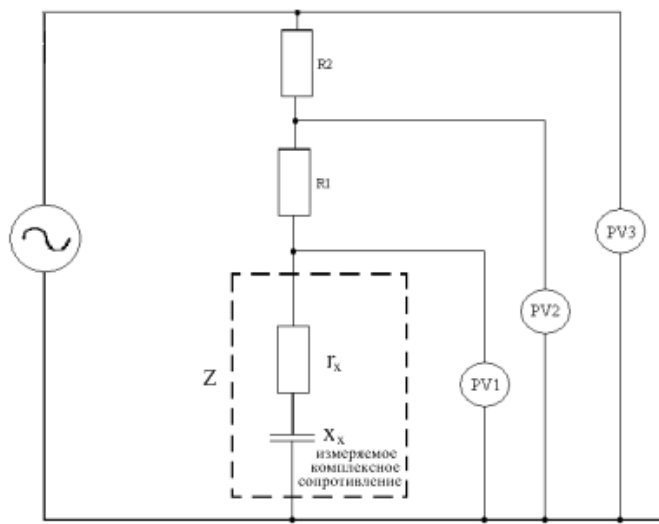 R2
R1
PV3
PV2
Z
rx
PV1
xx
измеряемое
комплексное
сопротивление